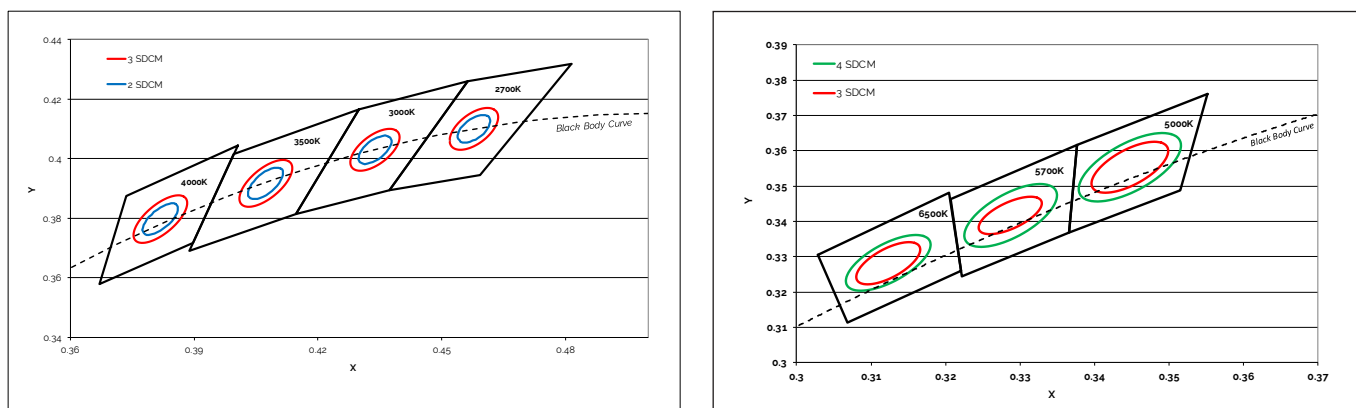 0.44
3 SDCM
2 SDCM
2700K
0.42
3000K
Black Body Curve
3500K
0.4
Y
4000K
0.38
0.36
0.34
0.36
0.39
0.42
0.45
0.48
X
0.39
4 SDCM
0.38
3 SDCM
5000K
0.37
Black Body Curve
0.36
5700K
0.35
Y
0.34
6500K
0.33
0.32
0.31
0.3
0.3
0.31
0.32
0.33
0.34
0.35
0.36
0.37
X